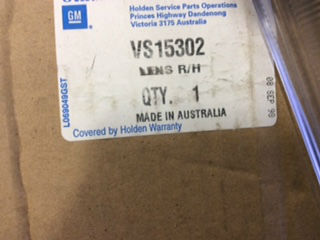 Holden Service Parts Operations
Princes Highway Dandenong
Victoria 3175 Australia
GM
VS15302
LENS R/H
QTY. 1
MADE IN AUSTRALIA
Covered by Holden Warranty
L069049GST
08 SEP 98